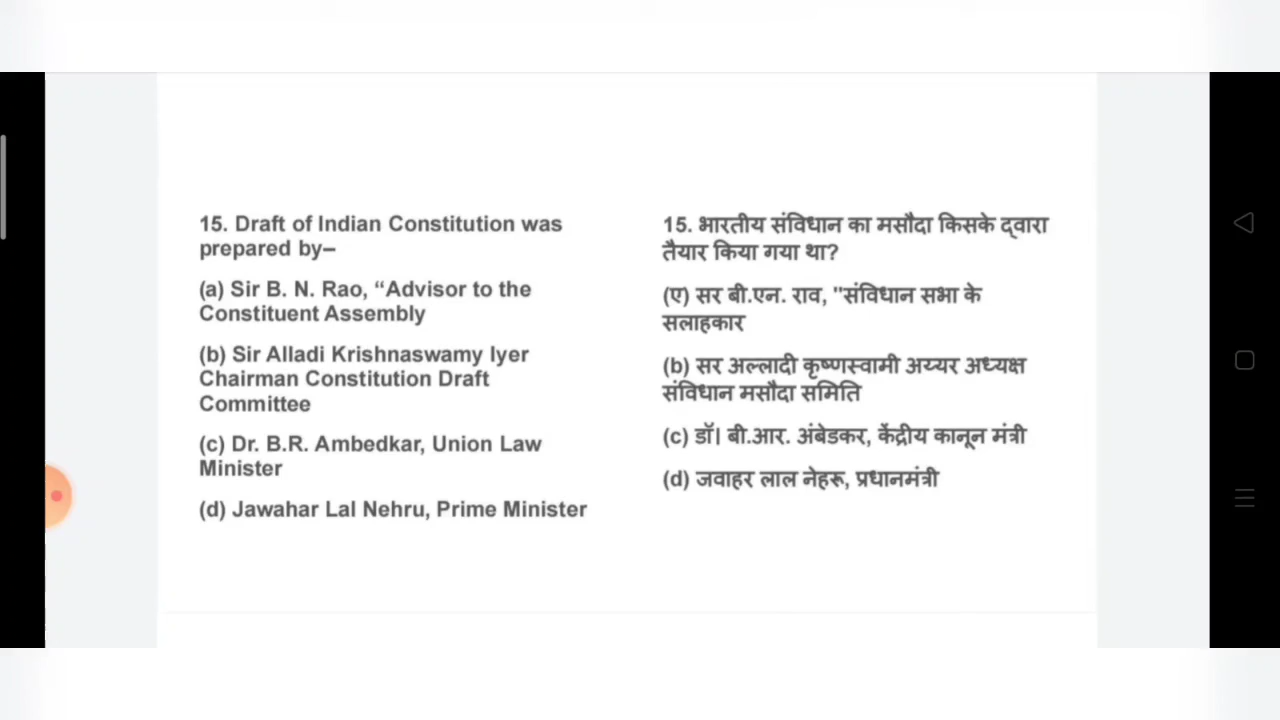 15. Draft of Indian Constitution was
prepared by–
(a) Sir B. N. Rao, “Advisor to the
Constituent Assembly
(b) Sir Alladi Krishnaswamy Iyer
Chairman Constitution Draft
Committee
(c) Dr. B.R. Ambedkar, Union Law
Minister
(d) Jawahar Lal Nehru, Prime Minister
15. भारतीय संविधान का मसौदा किसके द्वारा
तैयार किया गया था?
(ए) सर बी.एन. राव, "संविधान सभा के
सलाहकार
(b) सर अल्लादी कृष्णस्वामी अय्यर अध्यक्ष
संविधान मसौदा समिति
(c) डॉ। बी.आर. अंबेडकर, केंद्रीय कानून मंत्री
(d) जवाहर लाल नेहरू, प्रधानमंत्री